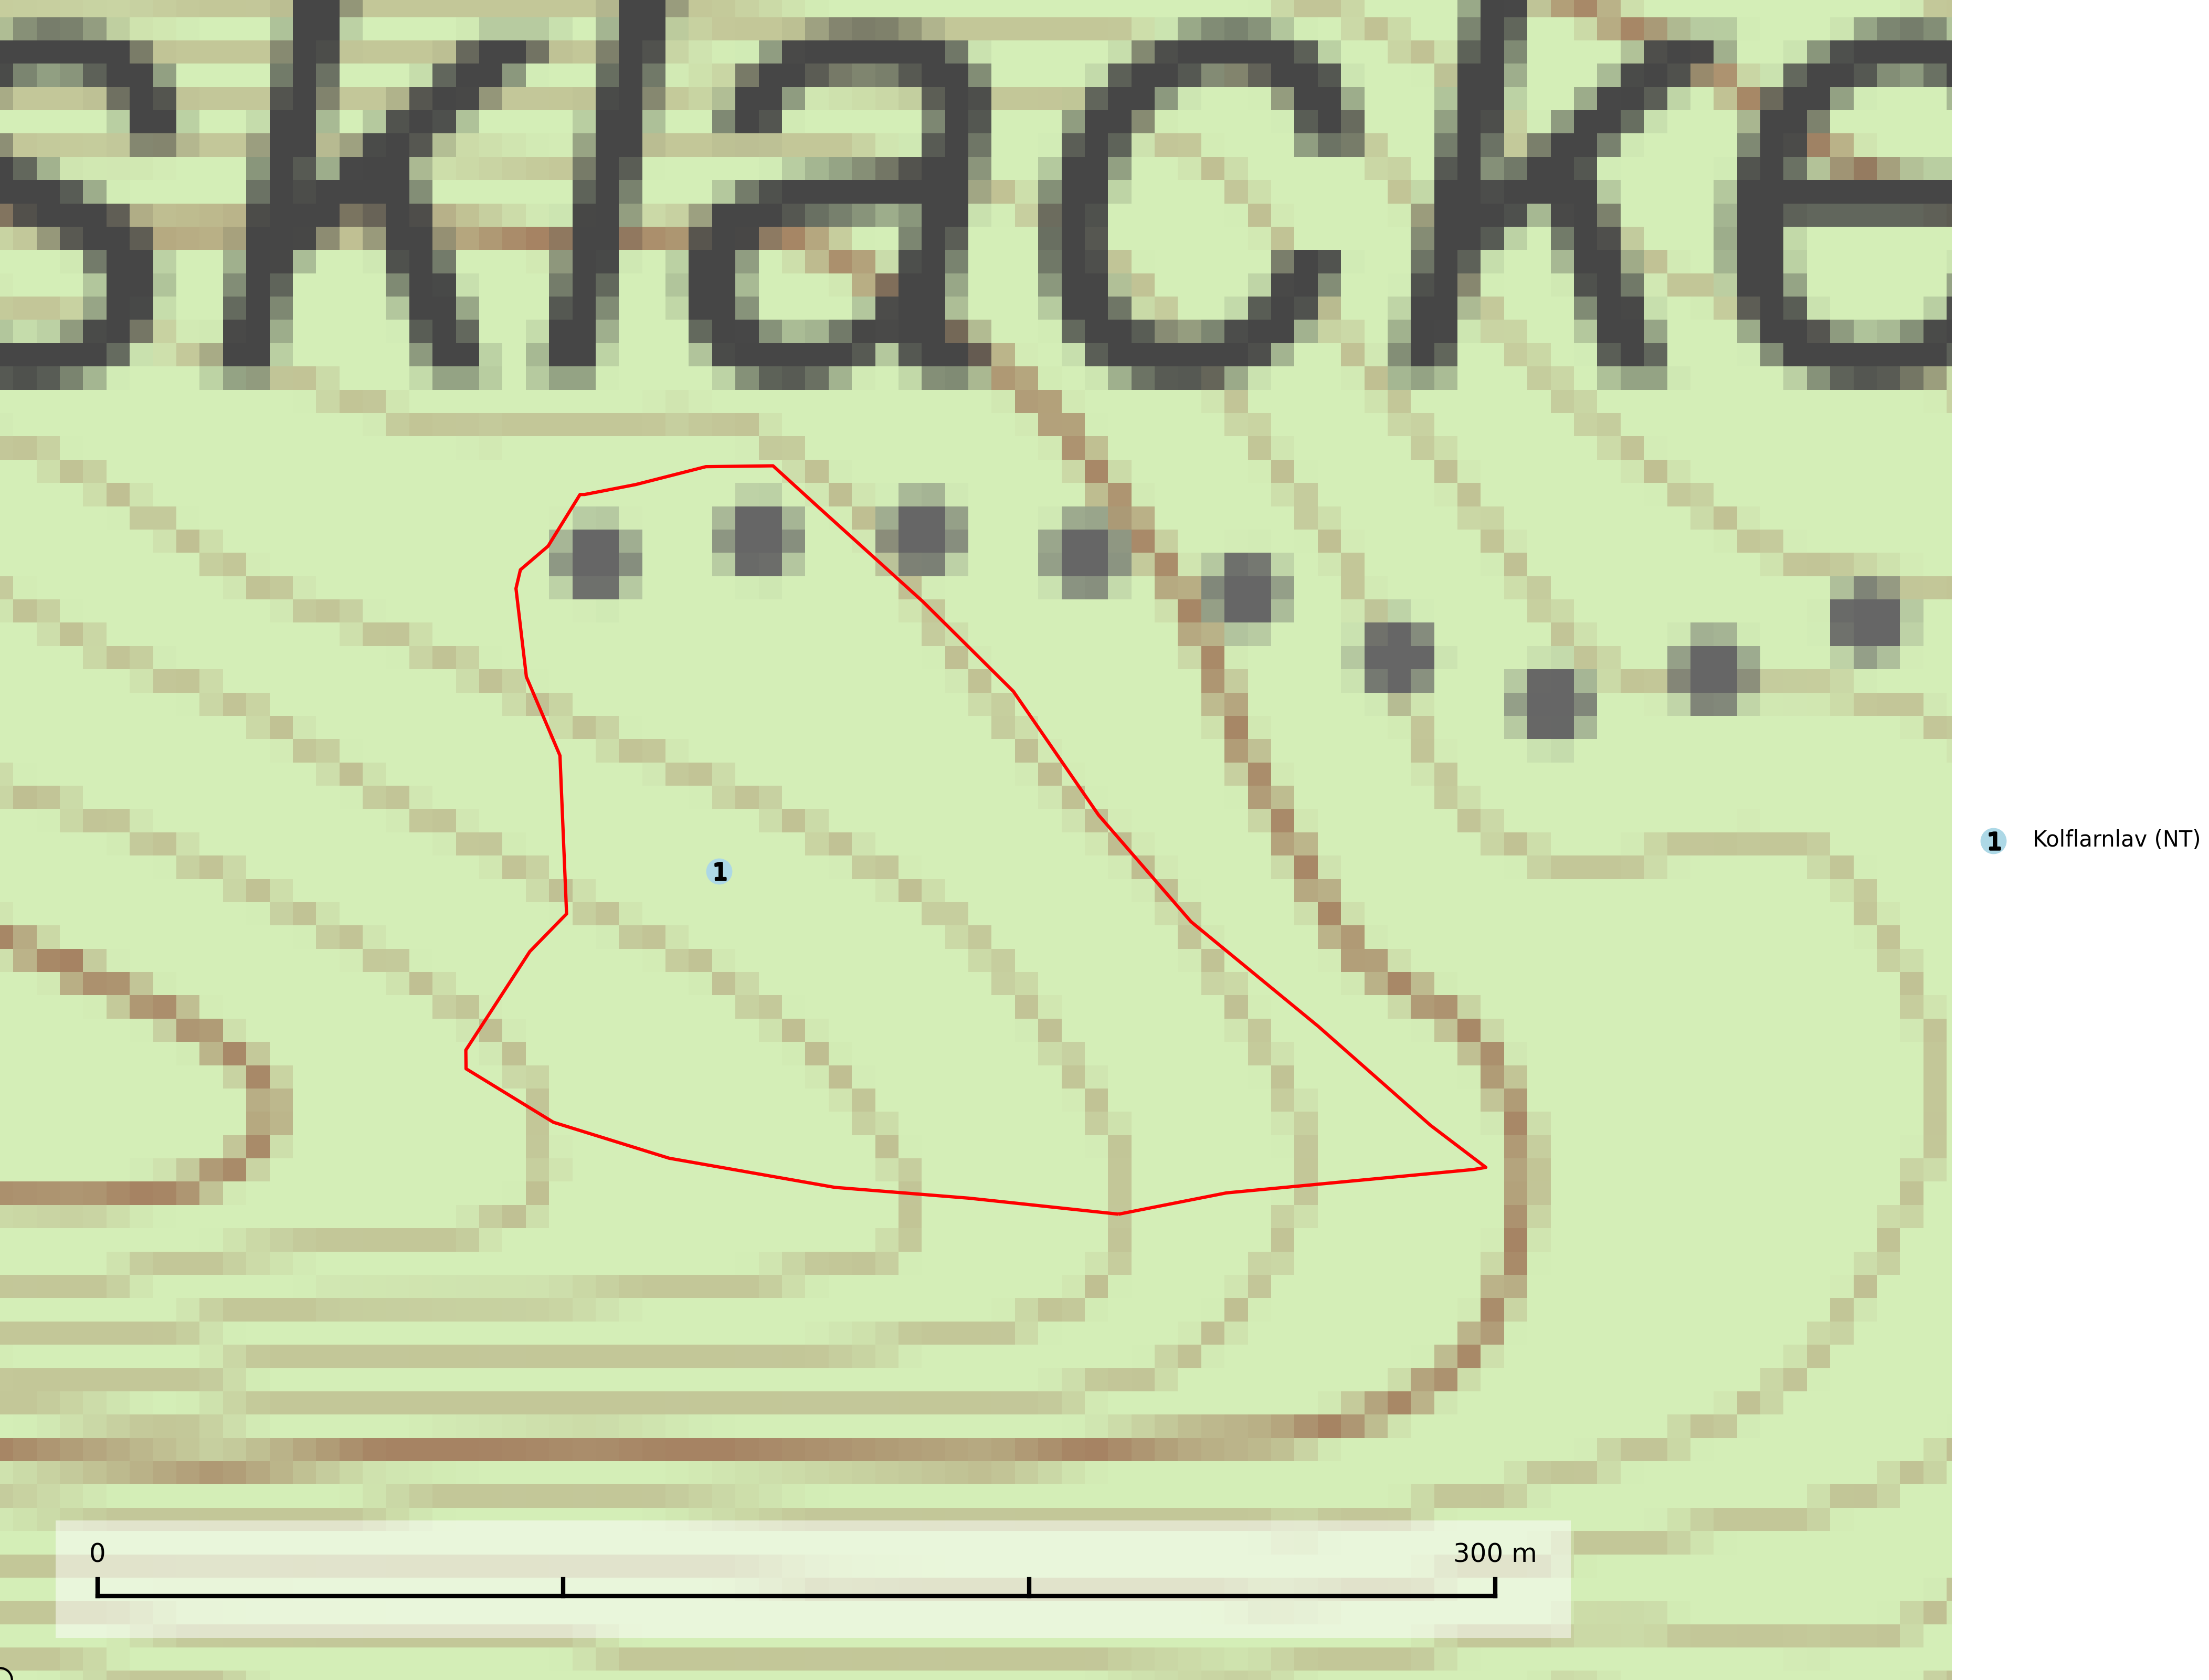 skläcke
1
1 Kolflarnlav (NT)
0 300 m